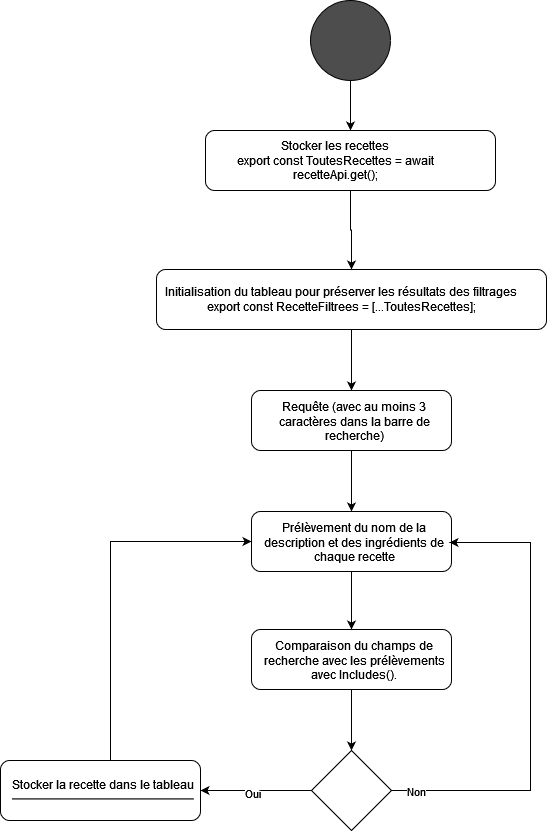 Stocker les recettes
export const ToutesRecettes = await
recetteApi.get();
Initialisation du tableau pour préserver les résultats des filtrages
export const RecetteFiltrees = [...ToutesRecettes];
Requête (avec au moins 3
caractères dans la barre de
recherche)
Prélèvement du nom de la
description et des ingrédients de
chaque recette
Comparaison du champs de
recherche avec les prélèvements
avec Includes().
Stocker la recette dans le tableau
Oui
Non